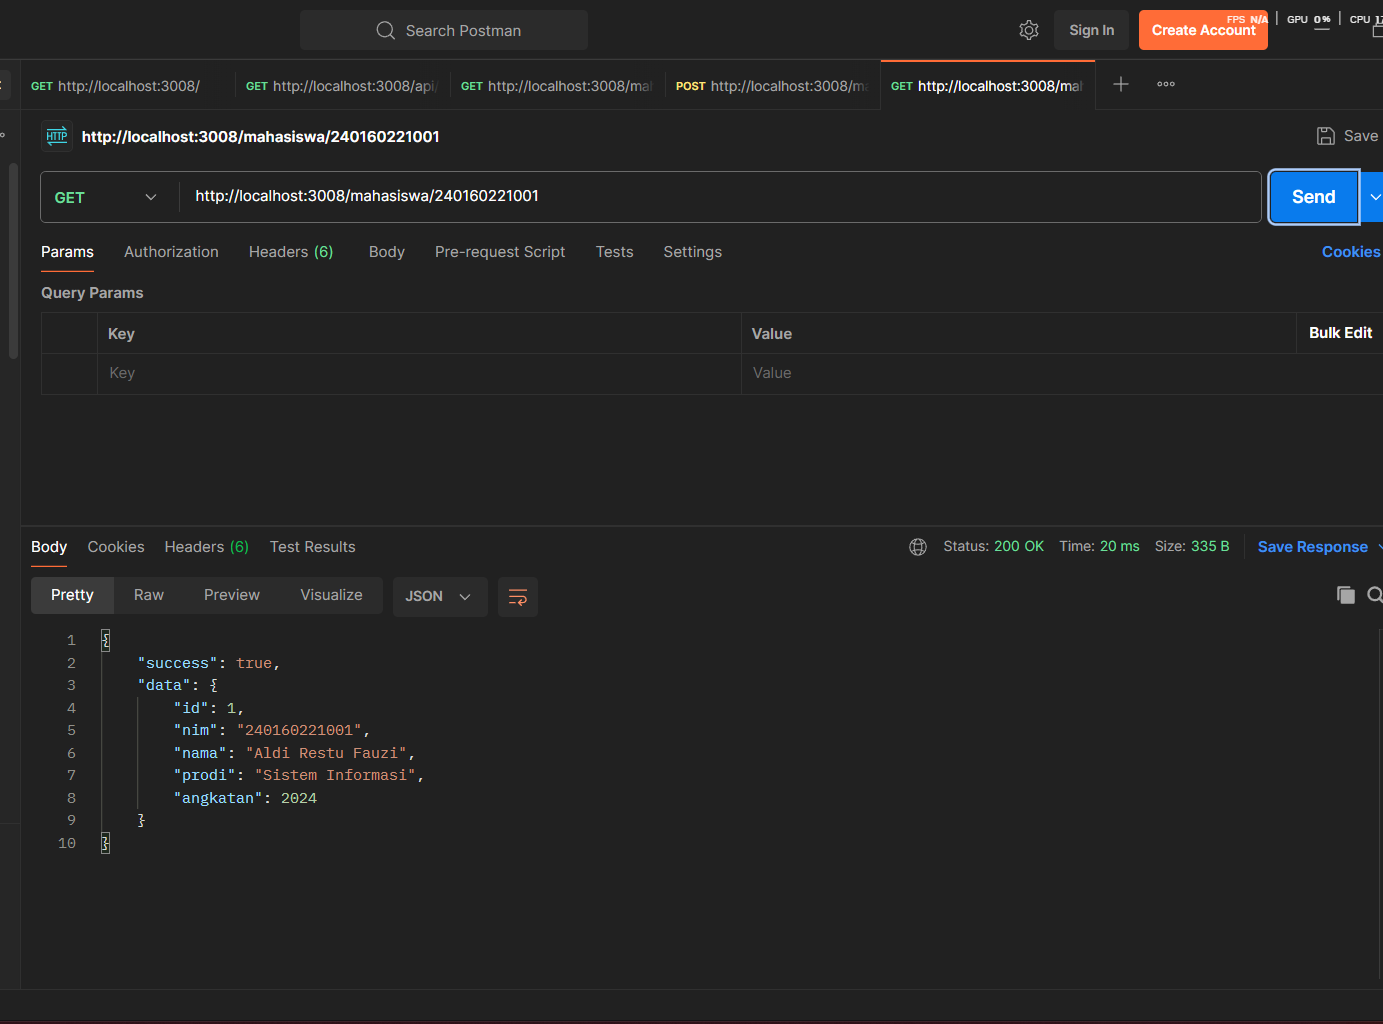 Search Postman
Sign In
Create Account
FPS N/A
GPU 0%
CPU
GET http://localhost:3008/
GET http://localhost:3008/api/
GET http://localhost:3008/mal
POST http://localhost:3008/ma
GET http://localhost:3008/mal
HTTP http://localhost:3008/mahasiswa/240160221001
Save
GET http://localhost:3008/mahasiswa/240160221001
Send
Params Authorization Headers (6) Body Pre-request Script Tests Settings Cookies
Query Params
Key Value Bulk Edit
Key Value
Body Cookies Headers (6) Test Results Status: 200 OK Time: 20 ms Size: 335 B Save Response
Pretty Raw Preview Visualize JSON
1 {
2 "success": true,
3 "data": {
4 "id": 1,
5 "nim": "240160221001",
6 "nama": "Aldi Restu Fauzi",
7 "prodi": "Sistem Informasi",
8 "angkatan": 2024
9 }
10 }